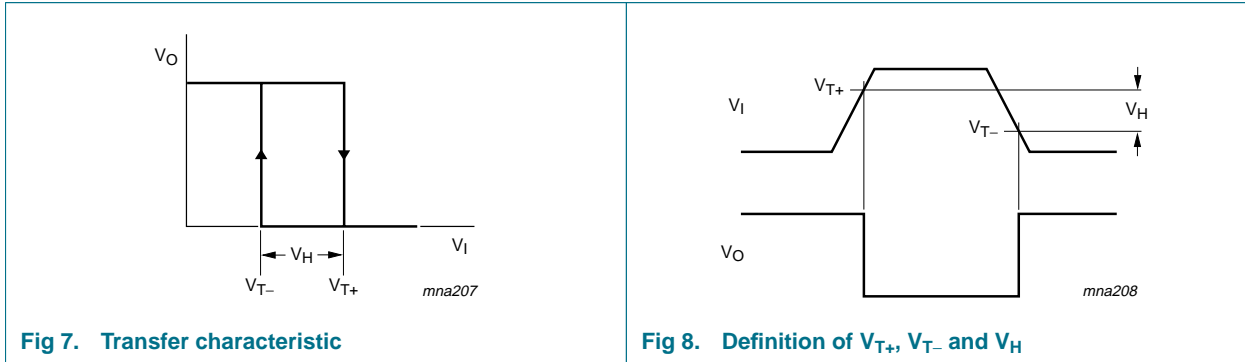 VO
VI
VH
VT–
VT+
mna207
Fig 7. Transfer characteristic
VT+
VI
VH
VT–
VO
mna208
Fig 8. Definition of VT+, VT– and VH